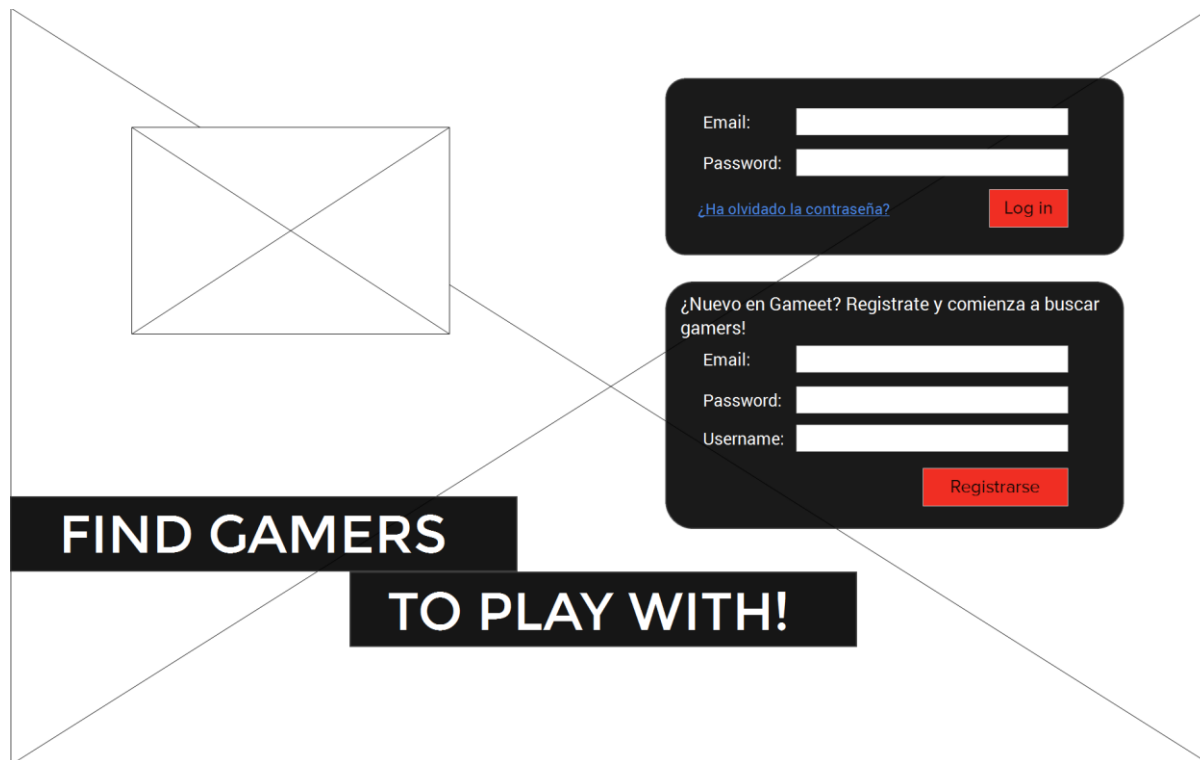 Email:
Password:
¿Ha olvidado la contraseña?
Log in
¿Nuevo en Gameet? Registrate y comienza a buscar
gamers!
Email:
Password:
Username:
Registrarse
FIND GAMERS
TO PLAY WITH!